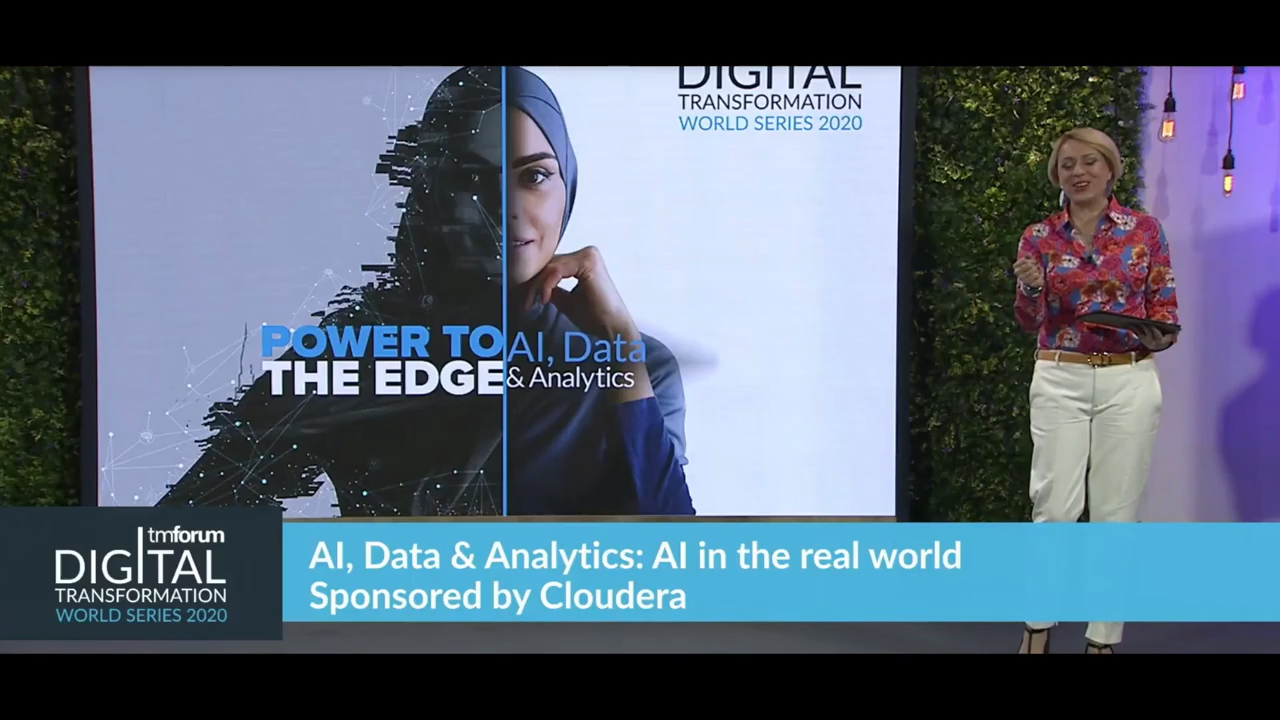 DIGITAL
TRANSFORMATION
WORLD SERIES 2020
POWER TO
THE EDGE
AI, Data
& Analytics
tmforum
DIGITAL
TRANSFORMATION
WORLD SERIES 2020
AI, Data & Analytics: AI in the real world
Sponsored by Cloudera